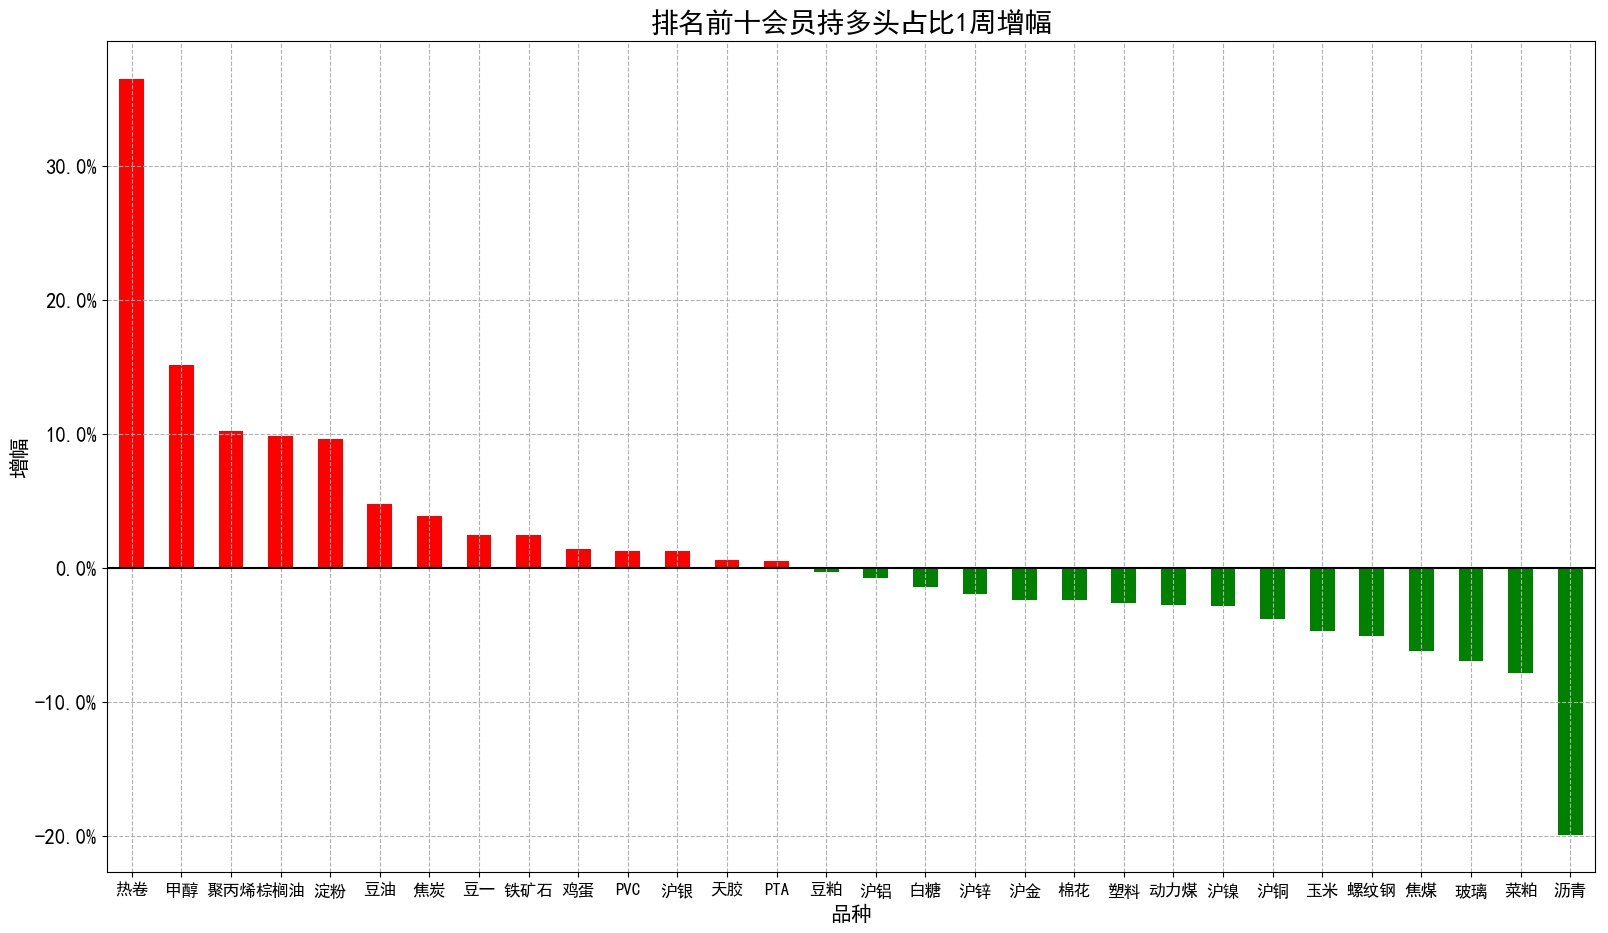 排名前十会员持多头占比1周增幅
30.0%
20.0%
10.0%
0.0%
-10.0%
-20.0%
增幅
热卷 甲醇 聚丙烯 棕榈油 淀粉 豆油 焦炭 豆一 铁矿石 鸡蛋 PVC 沪银 天胶 PTA 豆粕 沪铝 白糖 沪锌 沪金 棉花 塑料 动力煤 沪镍 沪铜 玉米 螺纹钢 焦煤 玻璃 菜粕 沥青
品种